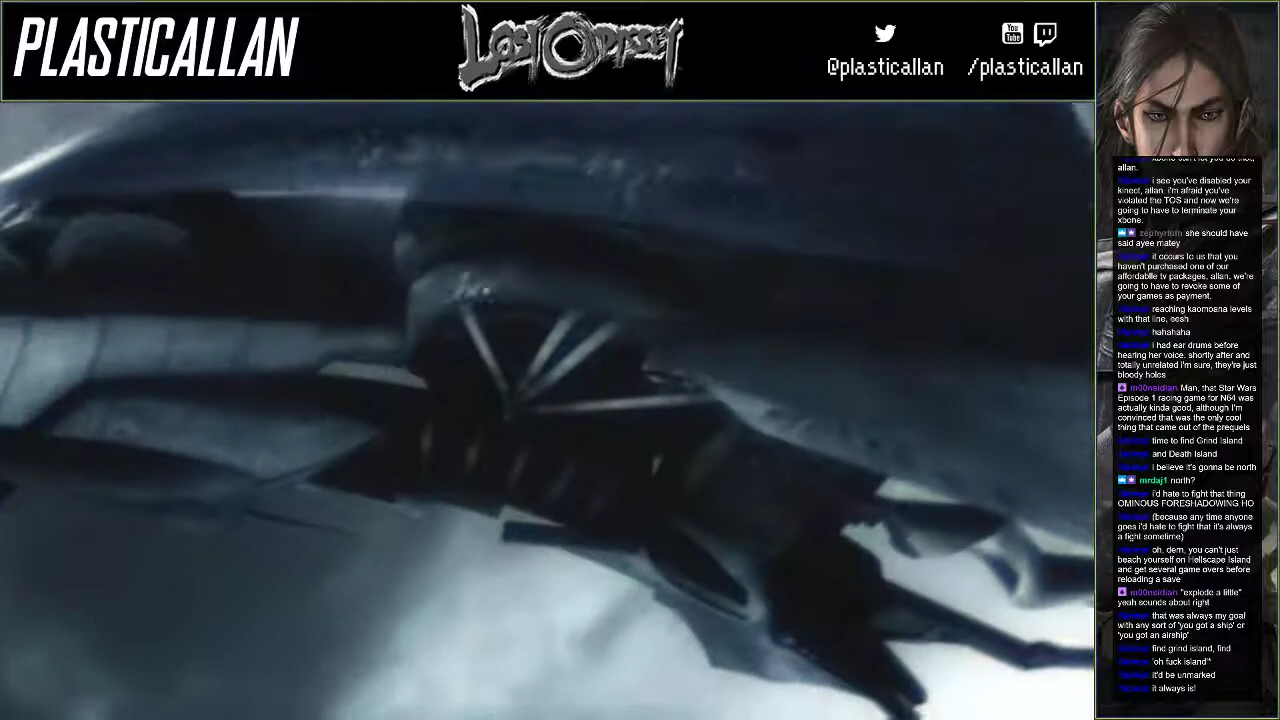 PLASTICALLAN
LOST ODYSSEY
You
Tube
@plasticallan
/plasticallan
allan.
i see you've disabled your
kinect, allan. i'm afraid you've
violated the TOS and now we're
going to have to terminate your
xbone.
zephyrium she should have
said ayee matey
it occurs to us that you
haven't purchased one of our
affordable tv packages, allan. we're
going to have to revoke some of
your games as payment.
reaching kaomoana levels
with that line, eesh
hahahaha
I had ear drums before
hearing her voice. shortly after and
totally unrelated i'm sure, they're just
bloody holes
m00nsidian Man, that Star Wars
Episode 1 racing game for N64 was
actually kinda good, although I'm
convinced that was the only cool
thing that came out of the prequels
time to find Grind Island
and Death Island
I believe it's gonna be north
mrdaj1 north?
i'd hate to fight that thing
OMINOUS FORESHADOWING HO
(because any time anyone
goes i'd hate to fight that it's always
a fight sometime)
oh, dem, you can't just
beach yourself on Hellscape Island
and get several game overs before
reloading a save
m00nsidian "explode a little"
yeah sounds about right
that was always my goal
with any sort of 'you got a ship' or
'you got an airship'
find grind island, find
'oh fuck island'*
it'd be unmarked
it always is!